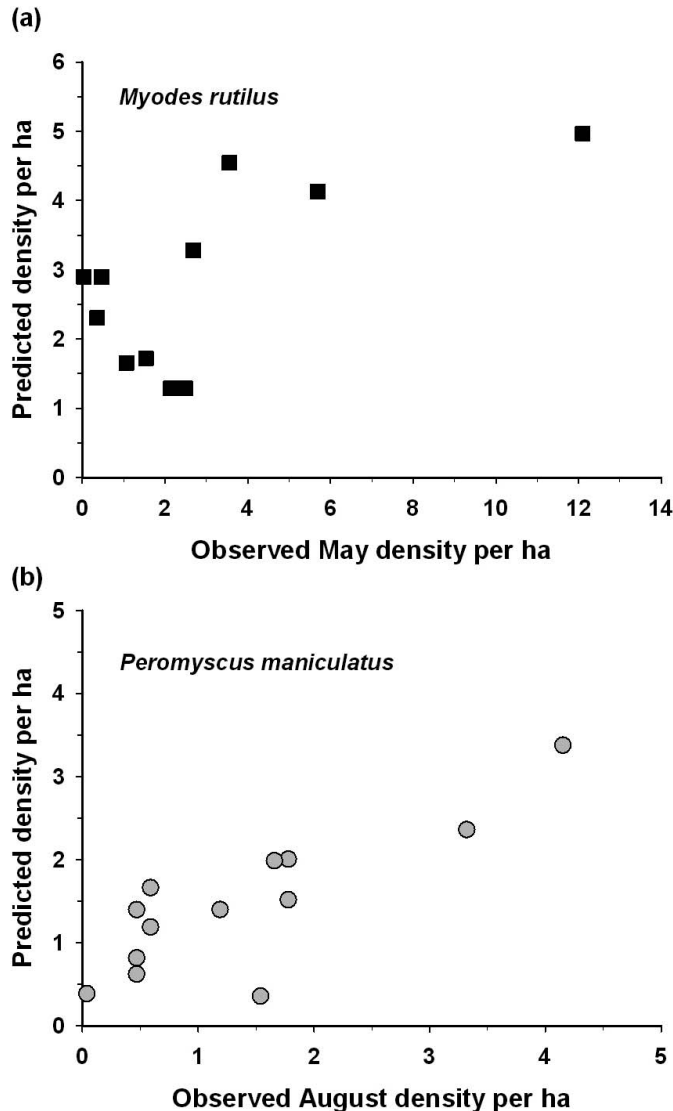 (a)
6
5
4
3
2
1
0
Predicted density per ha
Myodes rutilus
0 2 4 6 8 10 12 14
Observed May density per ha
(b)
5
4
3
2
1
0
Predicted density per ha
Peromyscus maniculatus
0 1 2 3 4 5
Observed August density per ha